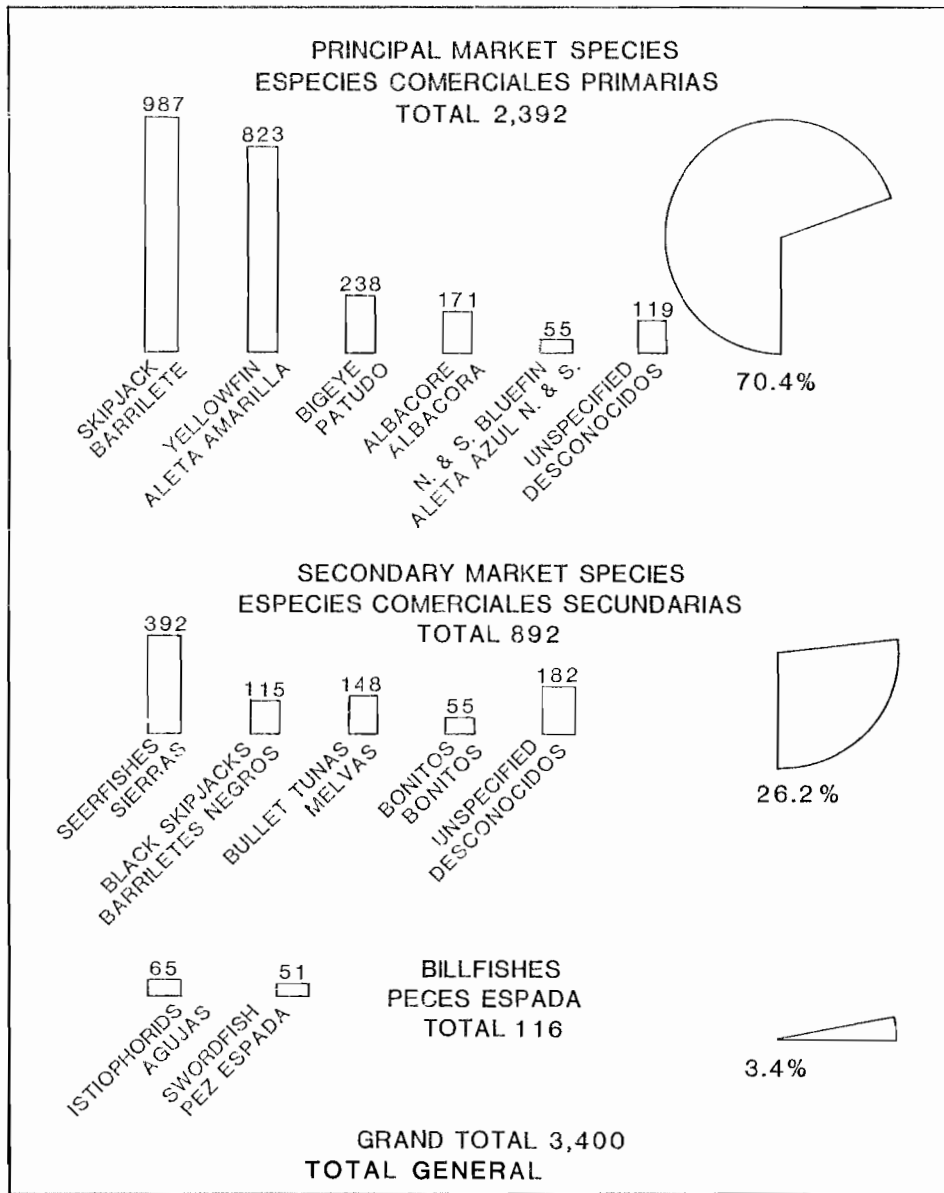 PRINCIPAL MARKET SPECIES
ESPECIES COMERCIALES PRIMARIAS
TOTAL 2,392
987
823
238
171
55
119
SKIPJACK
BARRILETE
YELLOWFIN
ALETA AMARILLA
BIGEYE
PATUDO
ALBACORE
ALBACORA
N. & S. BLUEFIN
ALETA AZUL N. & S.
UNSPECIFIED
DESCONOCIDOS
70.4%
SECONDARY MARKET SPECIES
ESPECIES COMERCIALES SECUNDARIAS
TOTAL 892
392
115
148
55
182
SEERFISHES
SIERRAS
BLACK SKIPJACKS
BARRILETES NEGROS
BULLET TUNAS
MELVAS
BONITOS
BONITOS
UNSPECIFIED
DESCONOCIDOS
26.2%
65
51
ISTIOPHORIDS
AGUJAS
SWORDFISH
PEZ ESPADA
BILLFISHES
PECES ESPADA
TOTAL 116
3.4%
GRAND TOTAL 3,400
TOTAL GENERAL